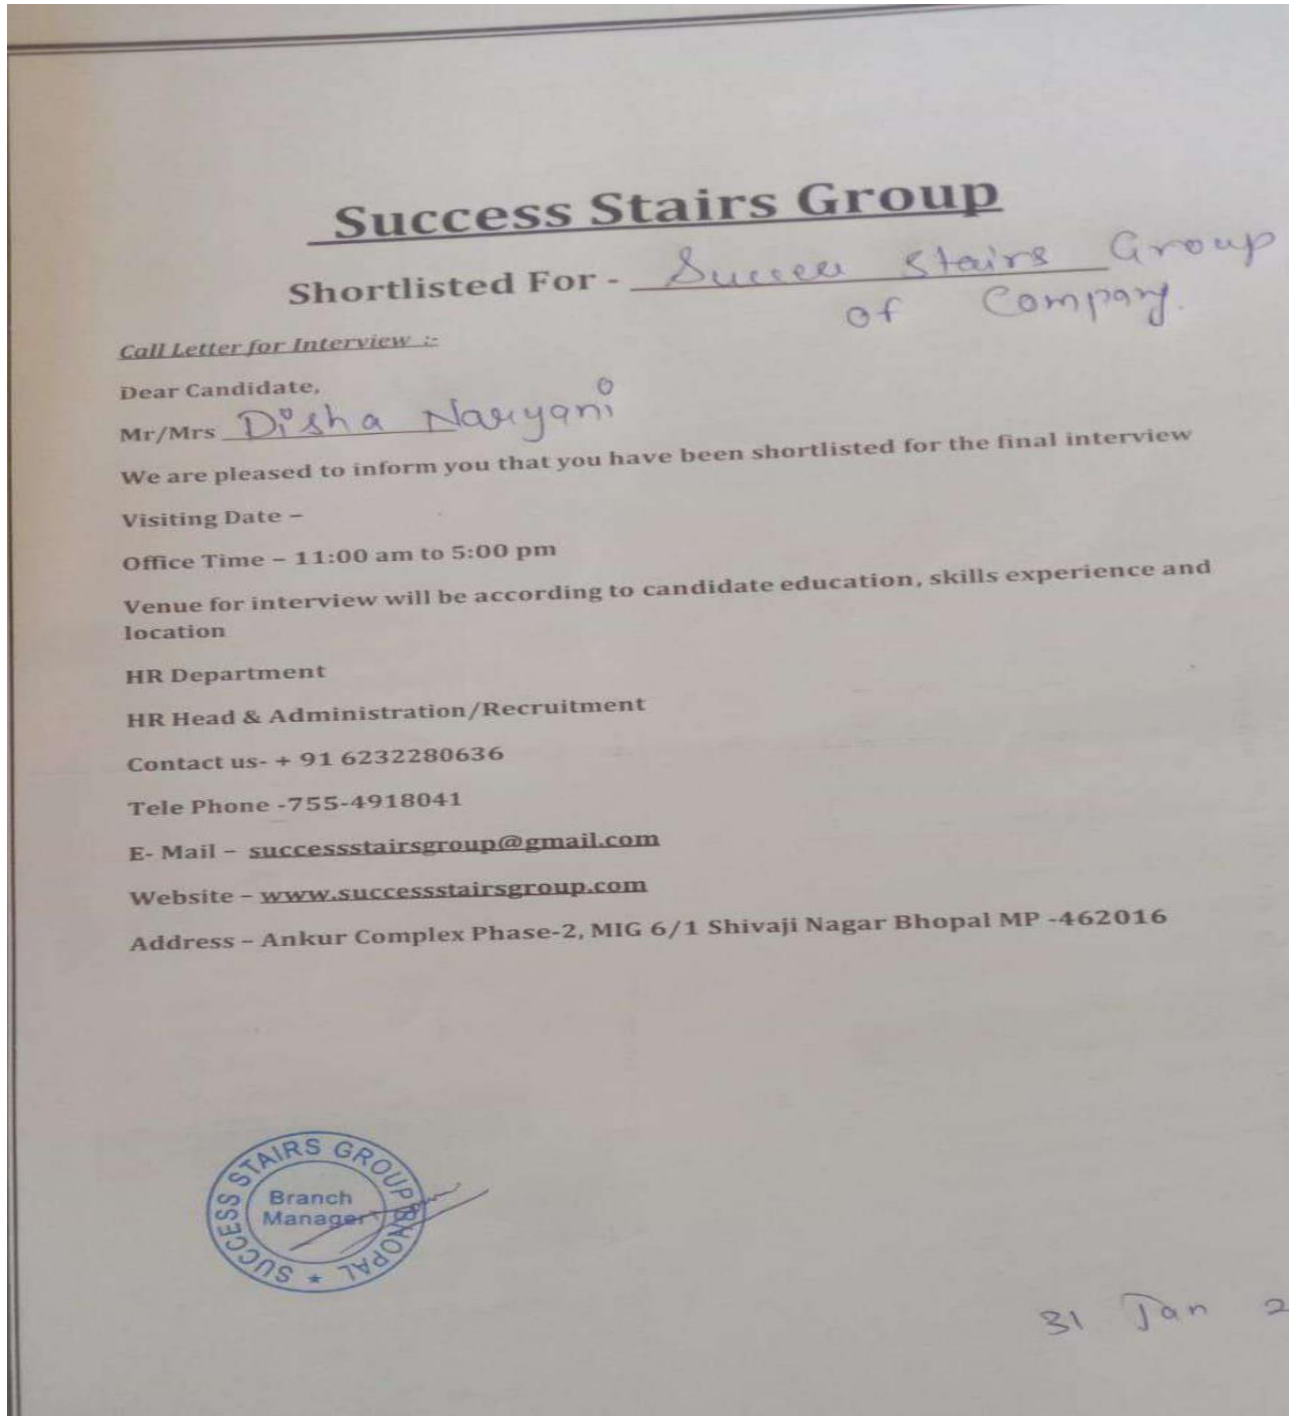 Success Stairs Group
Shortlisted For - Success Stairs Group
of Company.
Call Letter for Interview :-
Dear Candidate,
Mr/Mrs Disha Naryani
We are pleased to inform you that you have been shortlisted for the final interview
Visiting Date –
Office Time – 11:00 am to 5:00 pm
Venue for interview will be according to candidate education, skills experience and
location
HR Department
HR Head & Administration/Recruitment
Contact us- + 91 6232280636
Tele Phone -755-4918041
E- Mail – successstairsgroup@gmail.com
Website – www.successstairsgroup.com
Address – Ankur Complex Phase-2, MIG 6/1 Shivaji Nagar Bhopal MP -462016
SUCCESS STAIRS GROUP BHOPAL ★
Branch
Manager
31 Jan 2